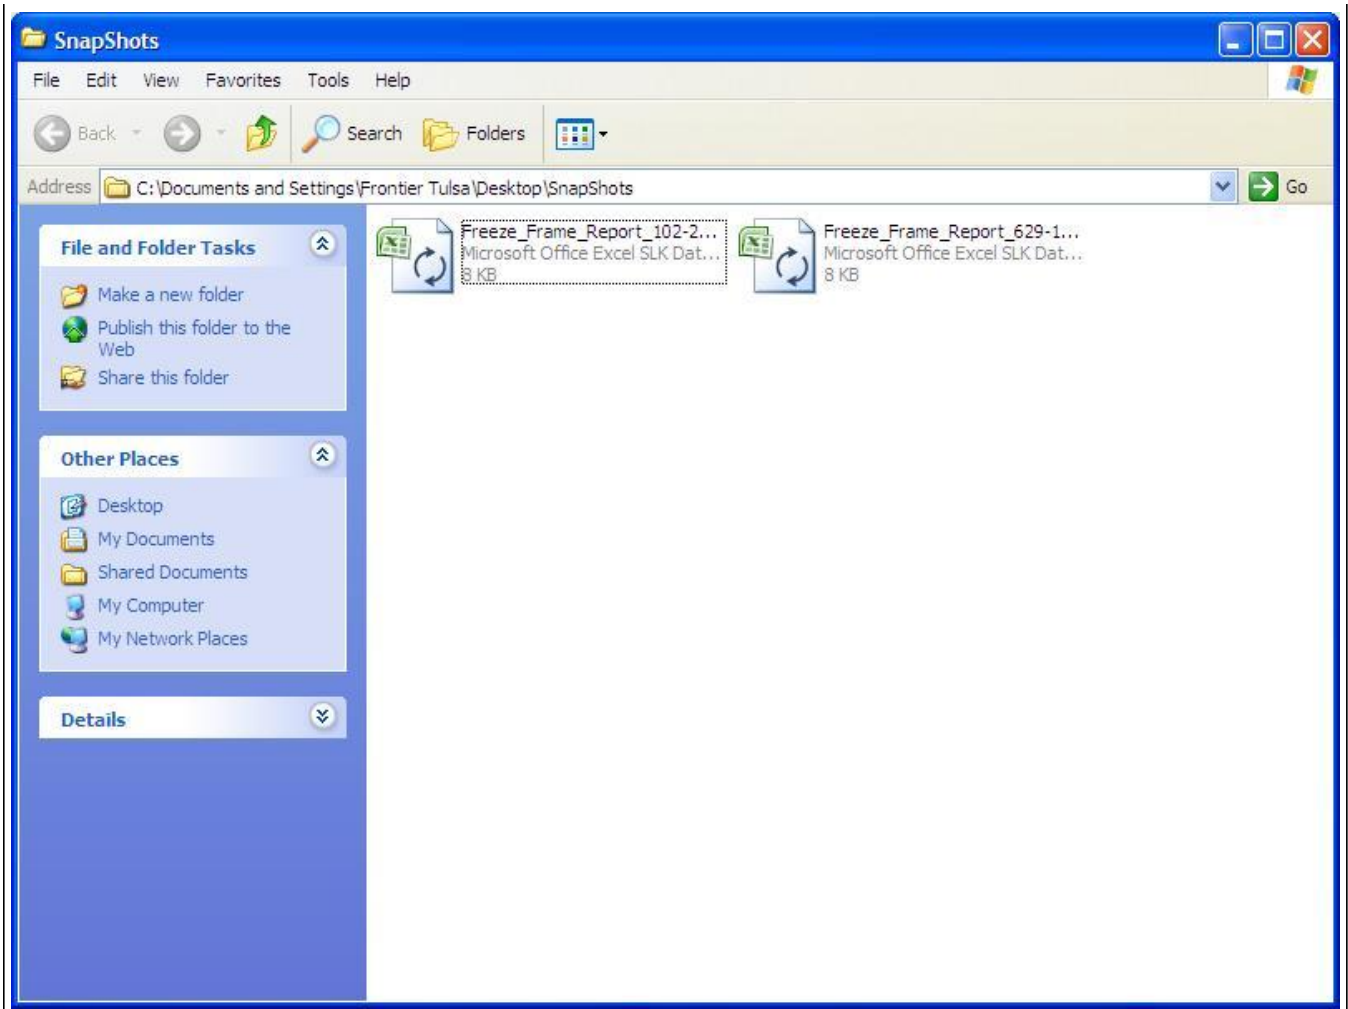 SnapShots
File Edit View Favorites Tools Help
Back Search Folders
Address C:\Documents and Settings\Frontier Tulsa\Desktop\SnapShots Go
File and Folder Tasks
Make a new folder
Publish this folder to the
Web
Share this folder
Other Places
Desktop
My Documents
Shared Documents
My Computer
My Network Places
Details
Freeze_Frame_Report_102-2...
Microsoft Office Excel SLK Dat...
8 KB
Freeze_Frame_Report_629-1...
Microsoft Office Excel SLK Dat...
8 KB